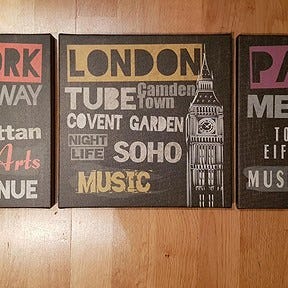 ORK
WAY
ttan
Arts
NUE
LONDON
TUBE Camden Town
COVENT GARDEN
NIGHT LIFE SOHO
MUSIC
PA
ME
TO
EIF
MUS